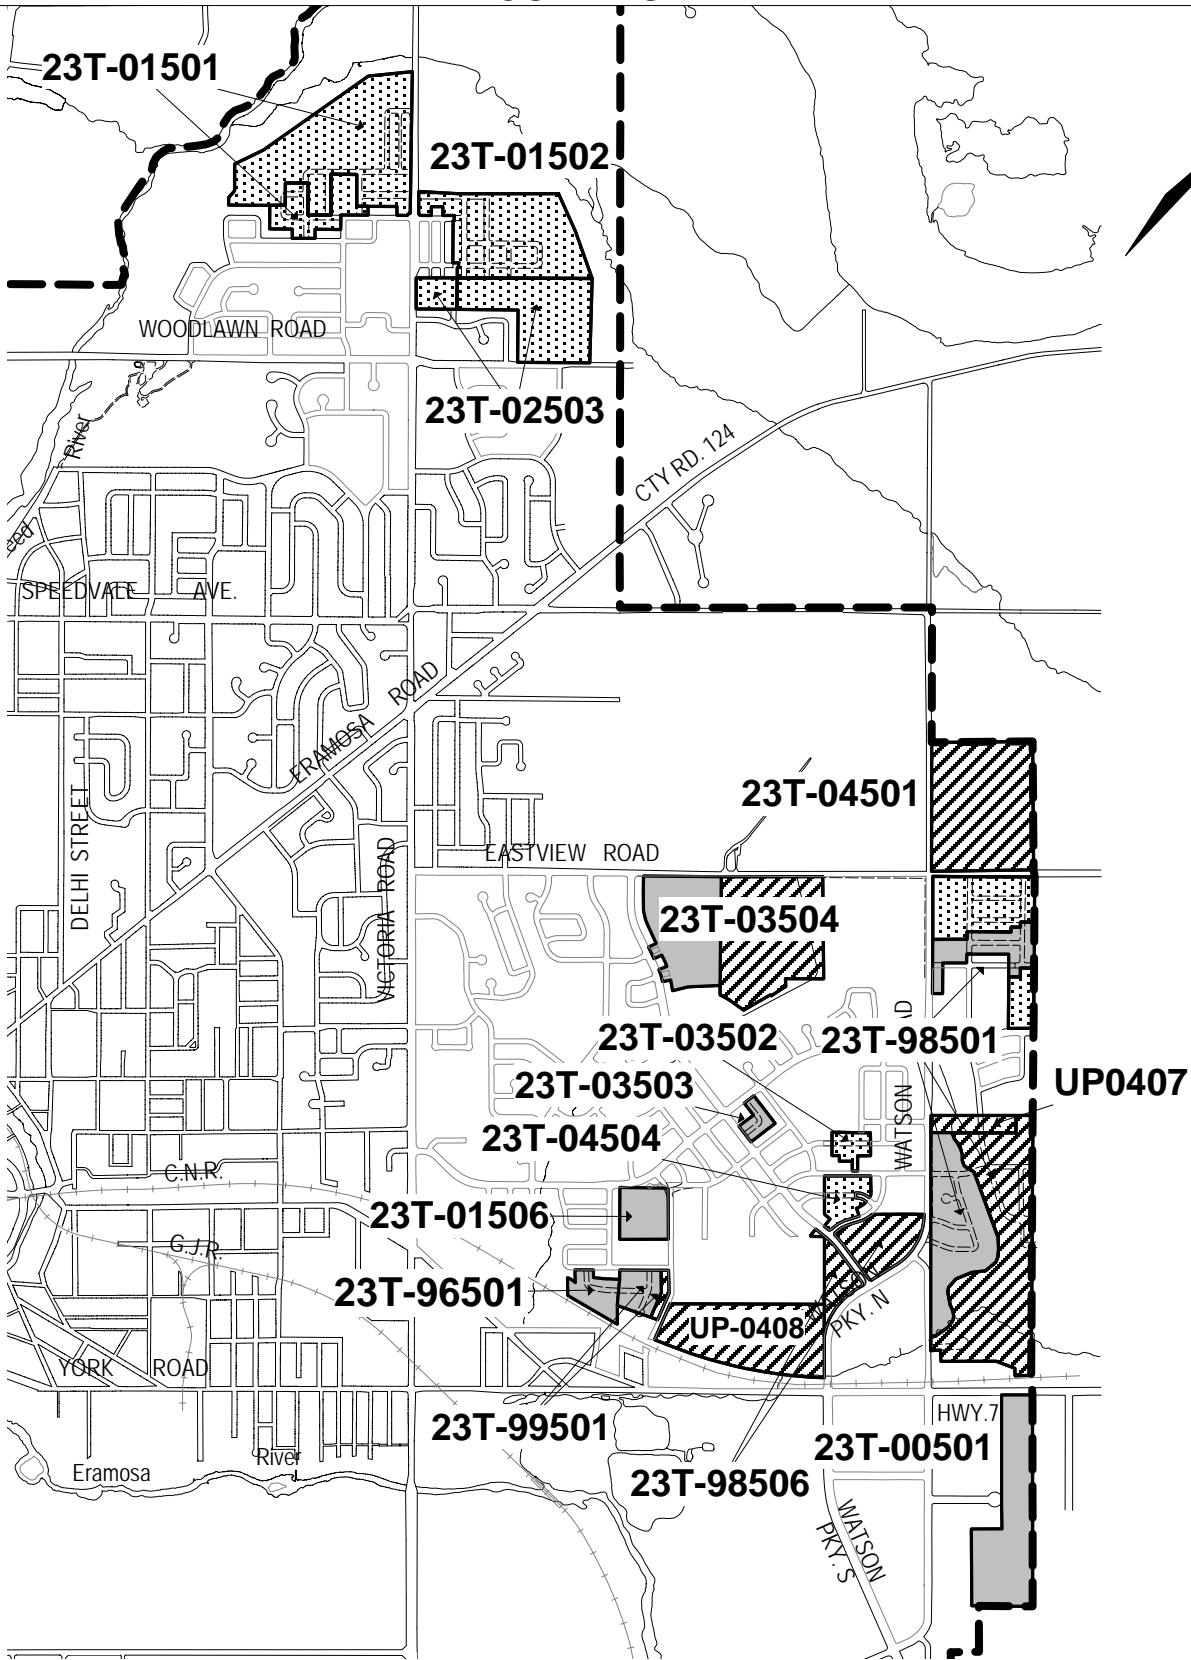 23T-01501
23T-01502
WOODLAWN ROAD
23T-02503
River
CTY RD. 124
eed
SPEEDVALE AVE.
ERAMOSA ROAD
23T-04501
DELHI STREET
VICTORIA ROAD
EASTVIEW ROAD
23T-03504
23T-03502
23T-98501
23T-03503
UP0407
23T-04504
WATSON
AD
C.N.R.
23T-01506
G.J.R.
23T-96501
WATSON
PKY. N
UP-0408
YORK ROAD
23T-99501
HWY.7
23T-00501
Eramosa
River
23T-98506
WATSON
PKY. S